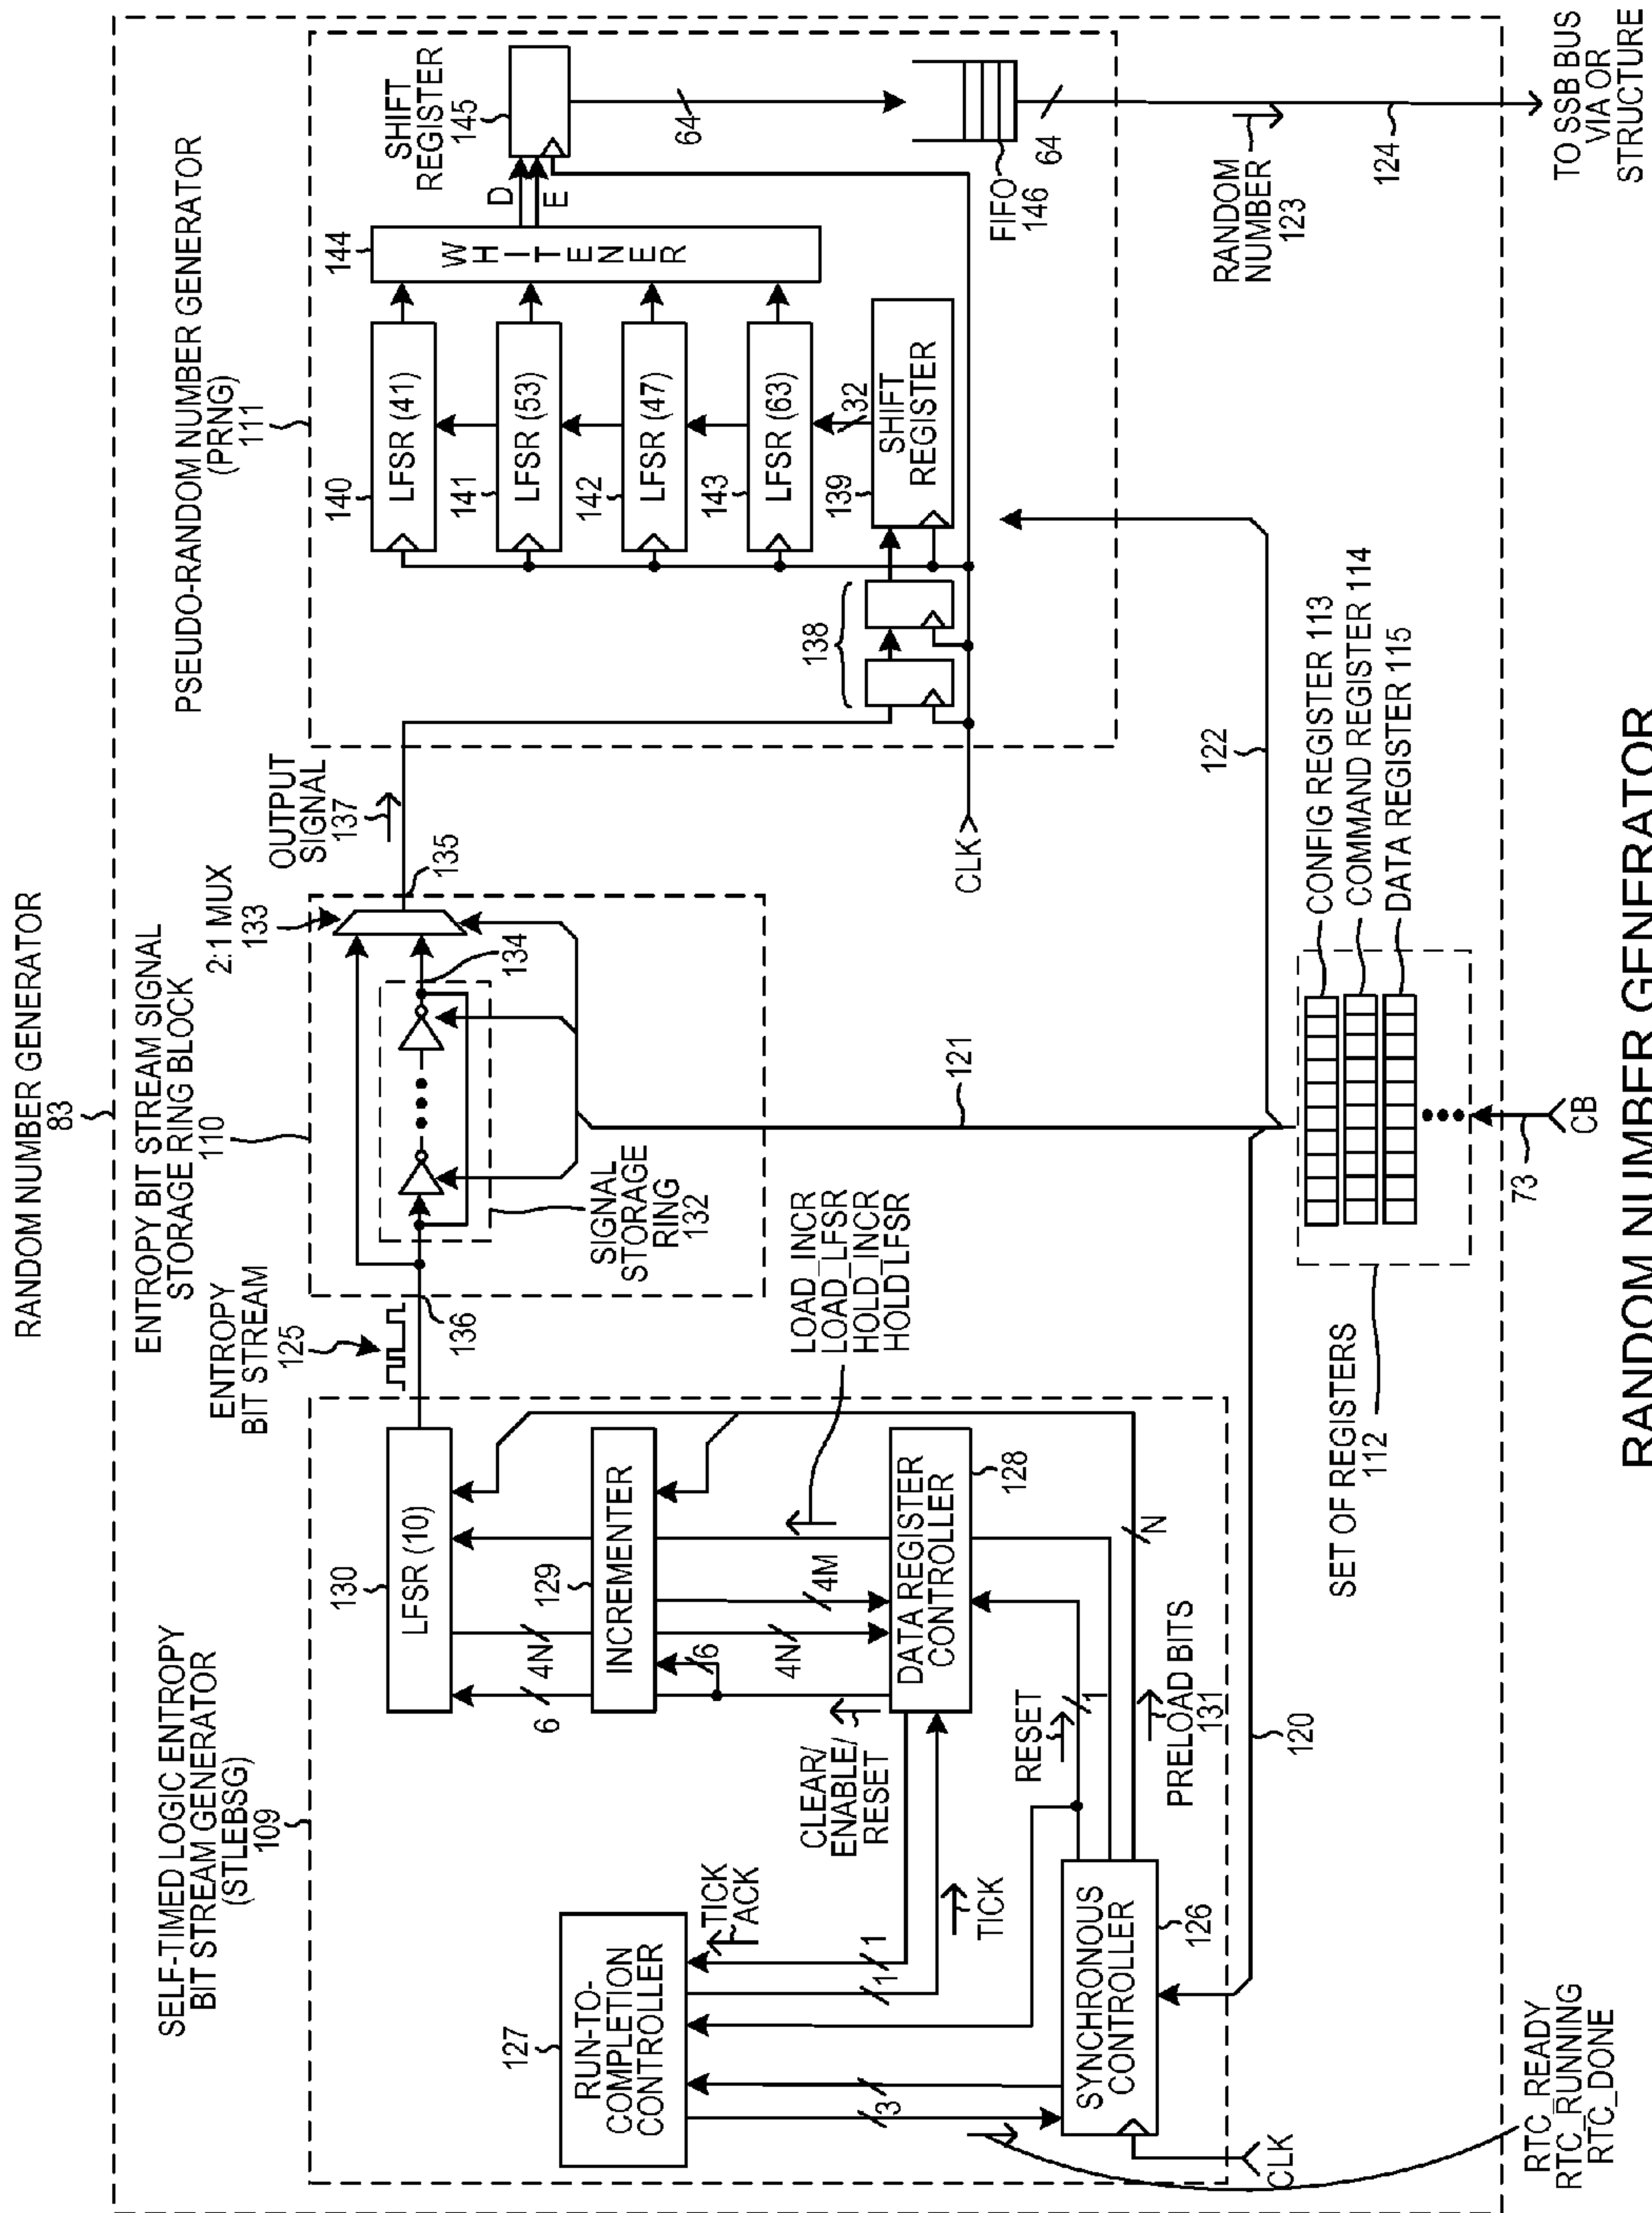 RANDOM NUMBER GENERATOR
83
SELF-TIMED LOGIC ENTROPY
BIT STREAM GENERATOR
(STLEBSG)
109
ENTROPY
BIT STREAM
125
ENTROPY BIT STREAM SIGNAL
STORAGE RING BLOCK
110
2:1 MUX
133
OUTPUT
SIGNAL
137
PSEUDO-RANDOM NUMBER GENERATOR
(PRNG)
111
127
RUN-TO-
COMPLETION
CONTROLLER
TICK
ACK
1
1
3
TICK
SYNCHRONOUS
CONTROLLER
126
CLK
RTC_READY
RTC_RUNNING
RTC_DONE
130
LFSR (10)
6
4N
129
INCREMENTER
6
4N
4M
CLEAR/
ENABLE/
RESET
DATA REGISTER
CONTROLLER
128
RESET
1
PRELOAD BITS
131
N
120
LOAD_INCR
LOAD_LFSR
HOLD_INCR
HOLD LFSR
136
134
135
SIGNAL
STORAGE
RING
132
121
122
CLK
138
140
LFSR (41)
141
LFSR (53)
142
LFSR (47)
143
LFSR (63)
32
139
SHIFT
REGISTER
144
WHITENER
D
E
SHIFT
REGISTER
145
64
FIFO
146
64
RANDOM
NUMBER
123
124
TO SSB BUS
VIA OR
STRUCTURE
SET OF REGISTERS
112
CONFIG REGISTER 113
COMMAND REGISTER 114
DATA REGISTER 115
73
CB
RANDOM NUMBER GENERATOR